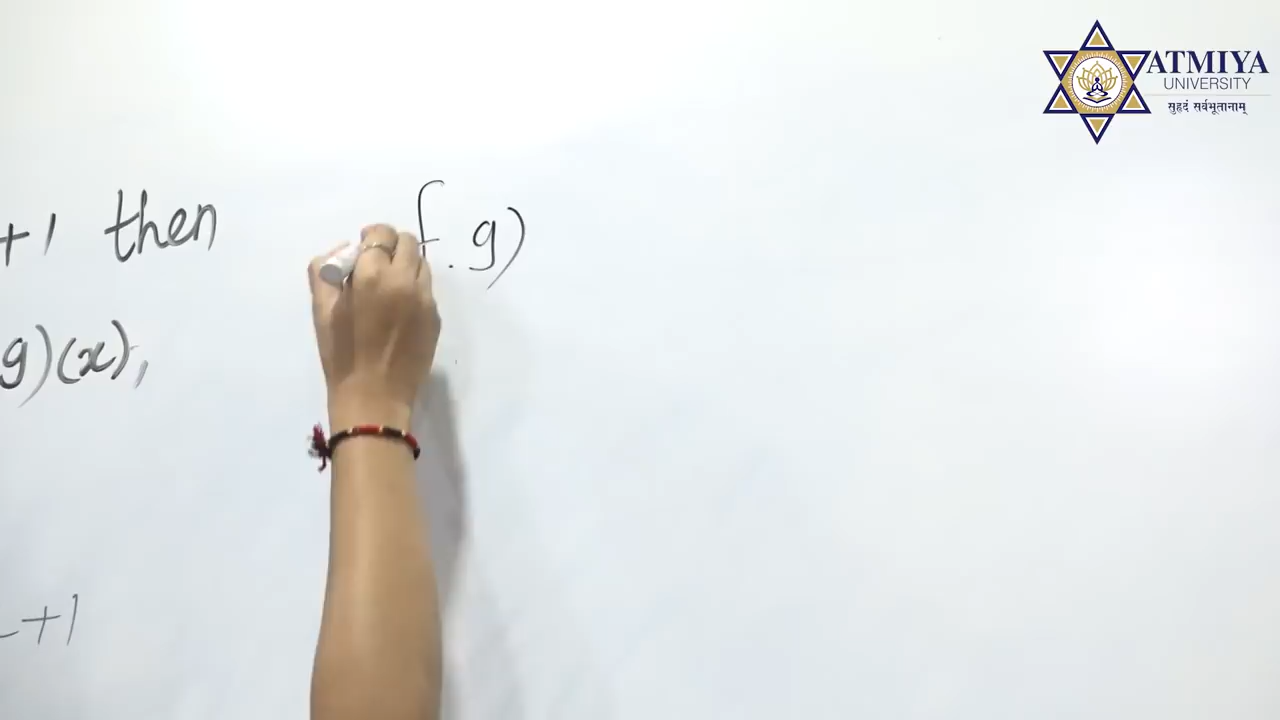 ATMIYA
UNIVERSITY
सुहृदं सर्वभूतानाम्
+1 then
f.g)
g)(x),
-+1